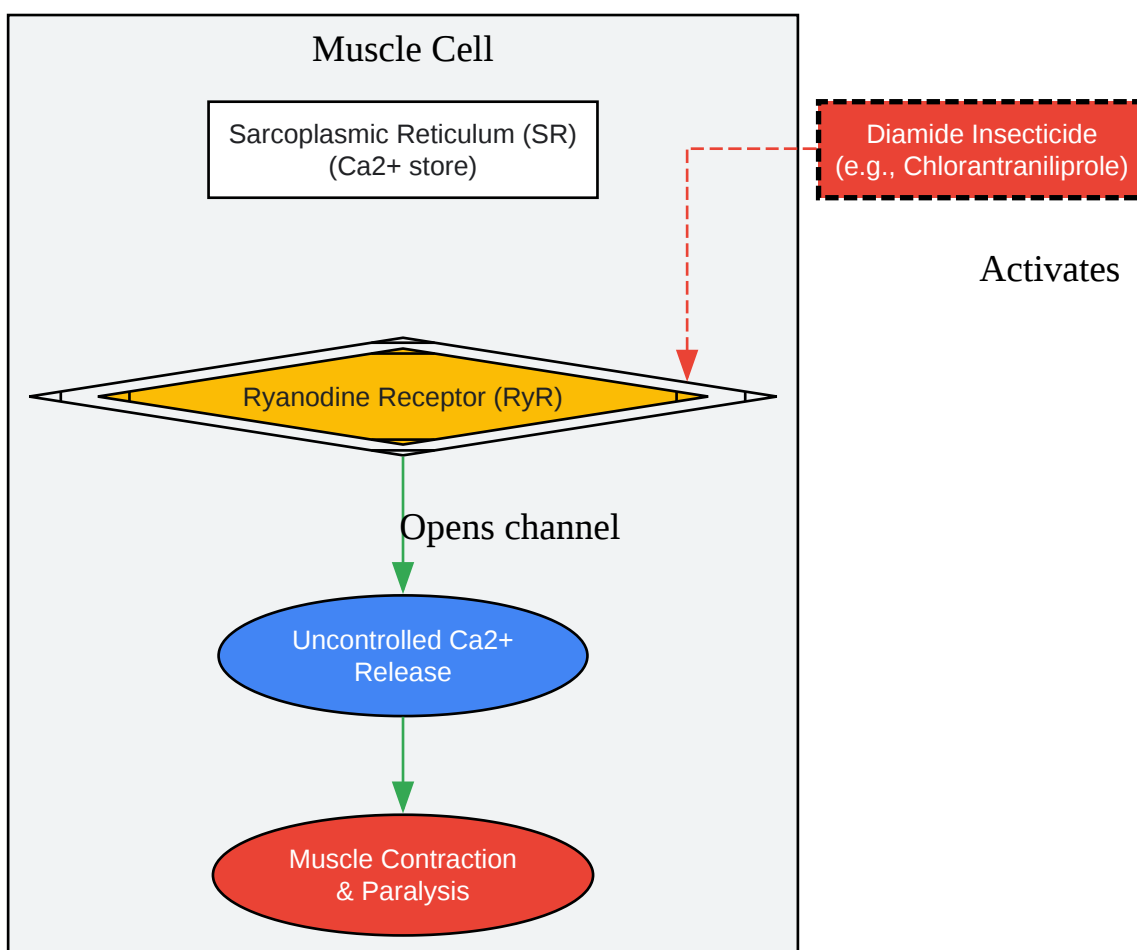 Muscle Cell
Sarcoplasmic Reticulum (SR)
(Ca2+ store)
Diamide Insecticide
(e.g., Chlorantraniliprole)
Activates
Ryanodine Receptor (RyR)
Opens channel
Uncontrolled Ca2+
Release
Muscle Contraction
& Paralysis